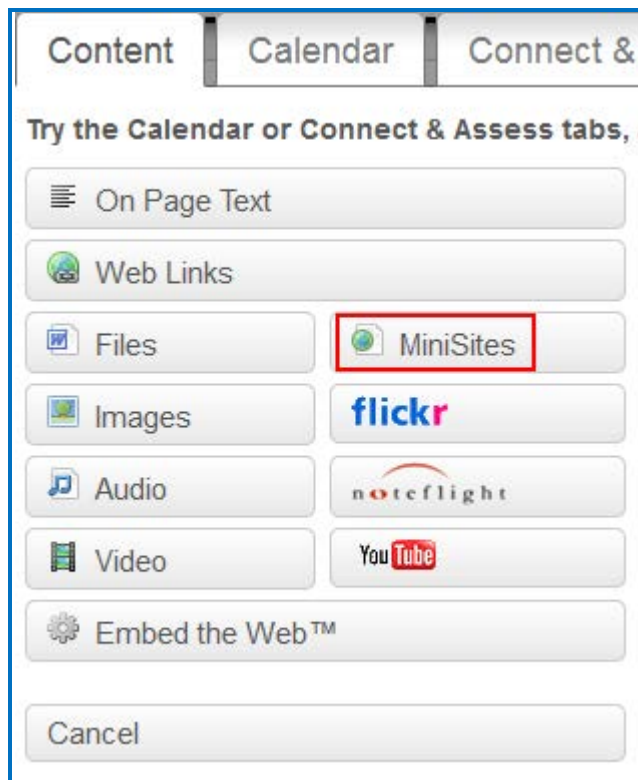 Content Calendar Connect &
Try the Calendar or Connect & Assess tabs,
On Page Text
Web Links
Files MiniSites
Images flickr
Audio noteflight
Video YouTube
Embed the Web™
Cancel